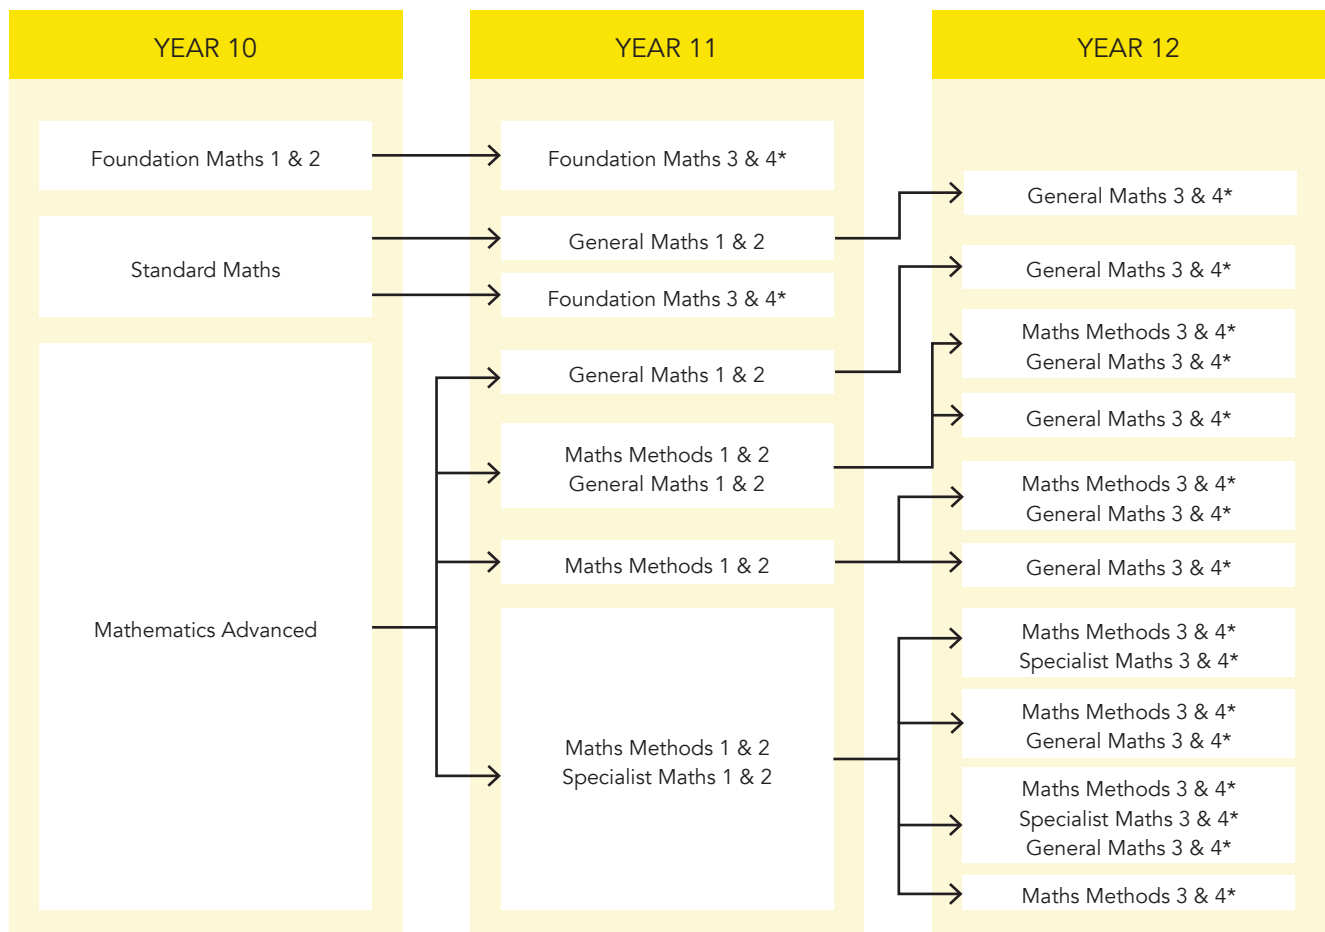 YEAR 10
Foundation Maths 1 & 2
Standard Maths
Mathematics Advanced
YEAR 11
Foundation Maths 3 & 4*
General Maths 1 & 2
Foundation Maths 3 & 4*
General Maths 1 & 2
Maths Methods 1 & 2
General Maths 1 & 2
Maths Methods 1 & 2
Maths Methods 1 & 2
Specialist Maths 1 & 2
YEAR 12
General Maths 3 & 4*
General Maths 3 & 4*
Maths Methods 3 & 4*
General Maths 3 & 4*
General Maths 3 & 4*
Maths Methods 3 & 4*
General Maths 3 & 4*
General Maths 3 & 4*
Maths Methods 3 & 4*
Specialist Maths 3 & 4*
Maths Methods 3 & 4*
General Maths 3 & 4*
Maths Methods 3 & 4*
Specialist Maths 3 & 4*
General Maths 3 & 4*
Maths Methods 3 & 4*